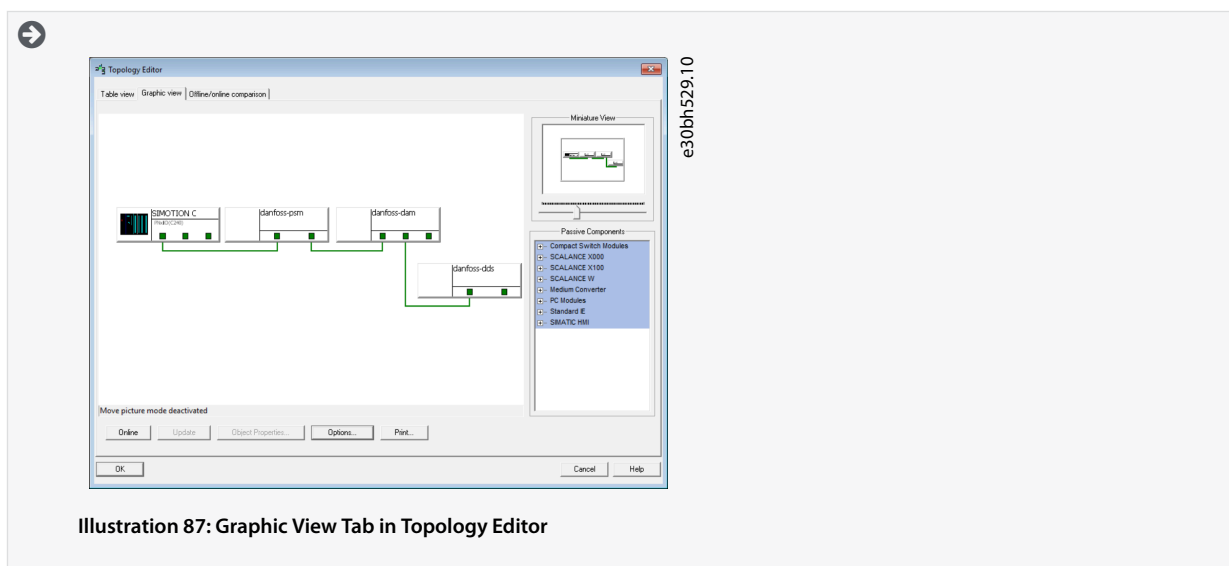 Topology Editor
Table view Graphic view Offline/online comparison
Miniature View
SIMOTION C
danfoss-psm
danfoss-dam
danfoss-dds
Passive Components
Compact Switch Modules
SCALANCE X000
SCALANCE X100
SCALANCE W
Medium Converter
PC Modules
Standard IE
SIMATIC HMI
Move picture mode deactivated
Online Update Object Properties... Options... Print...
OK Cancel Help
e30bh529.10
Illustration 87: Graphic View Tab in Topology Editor